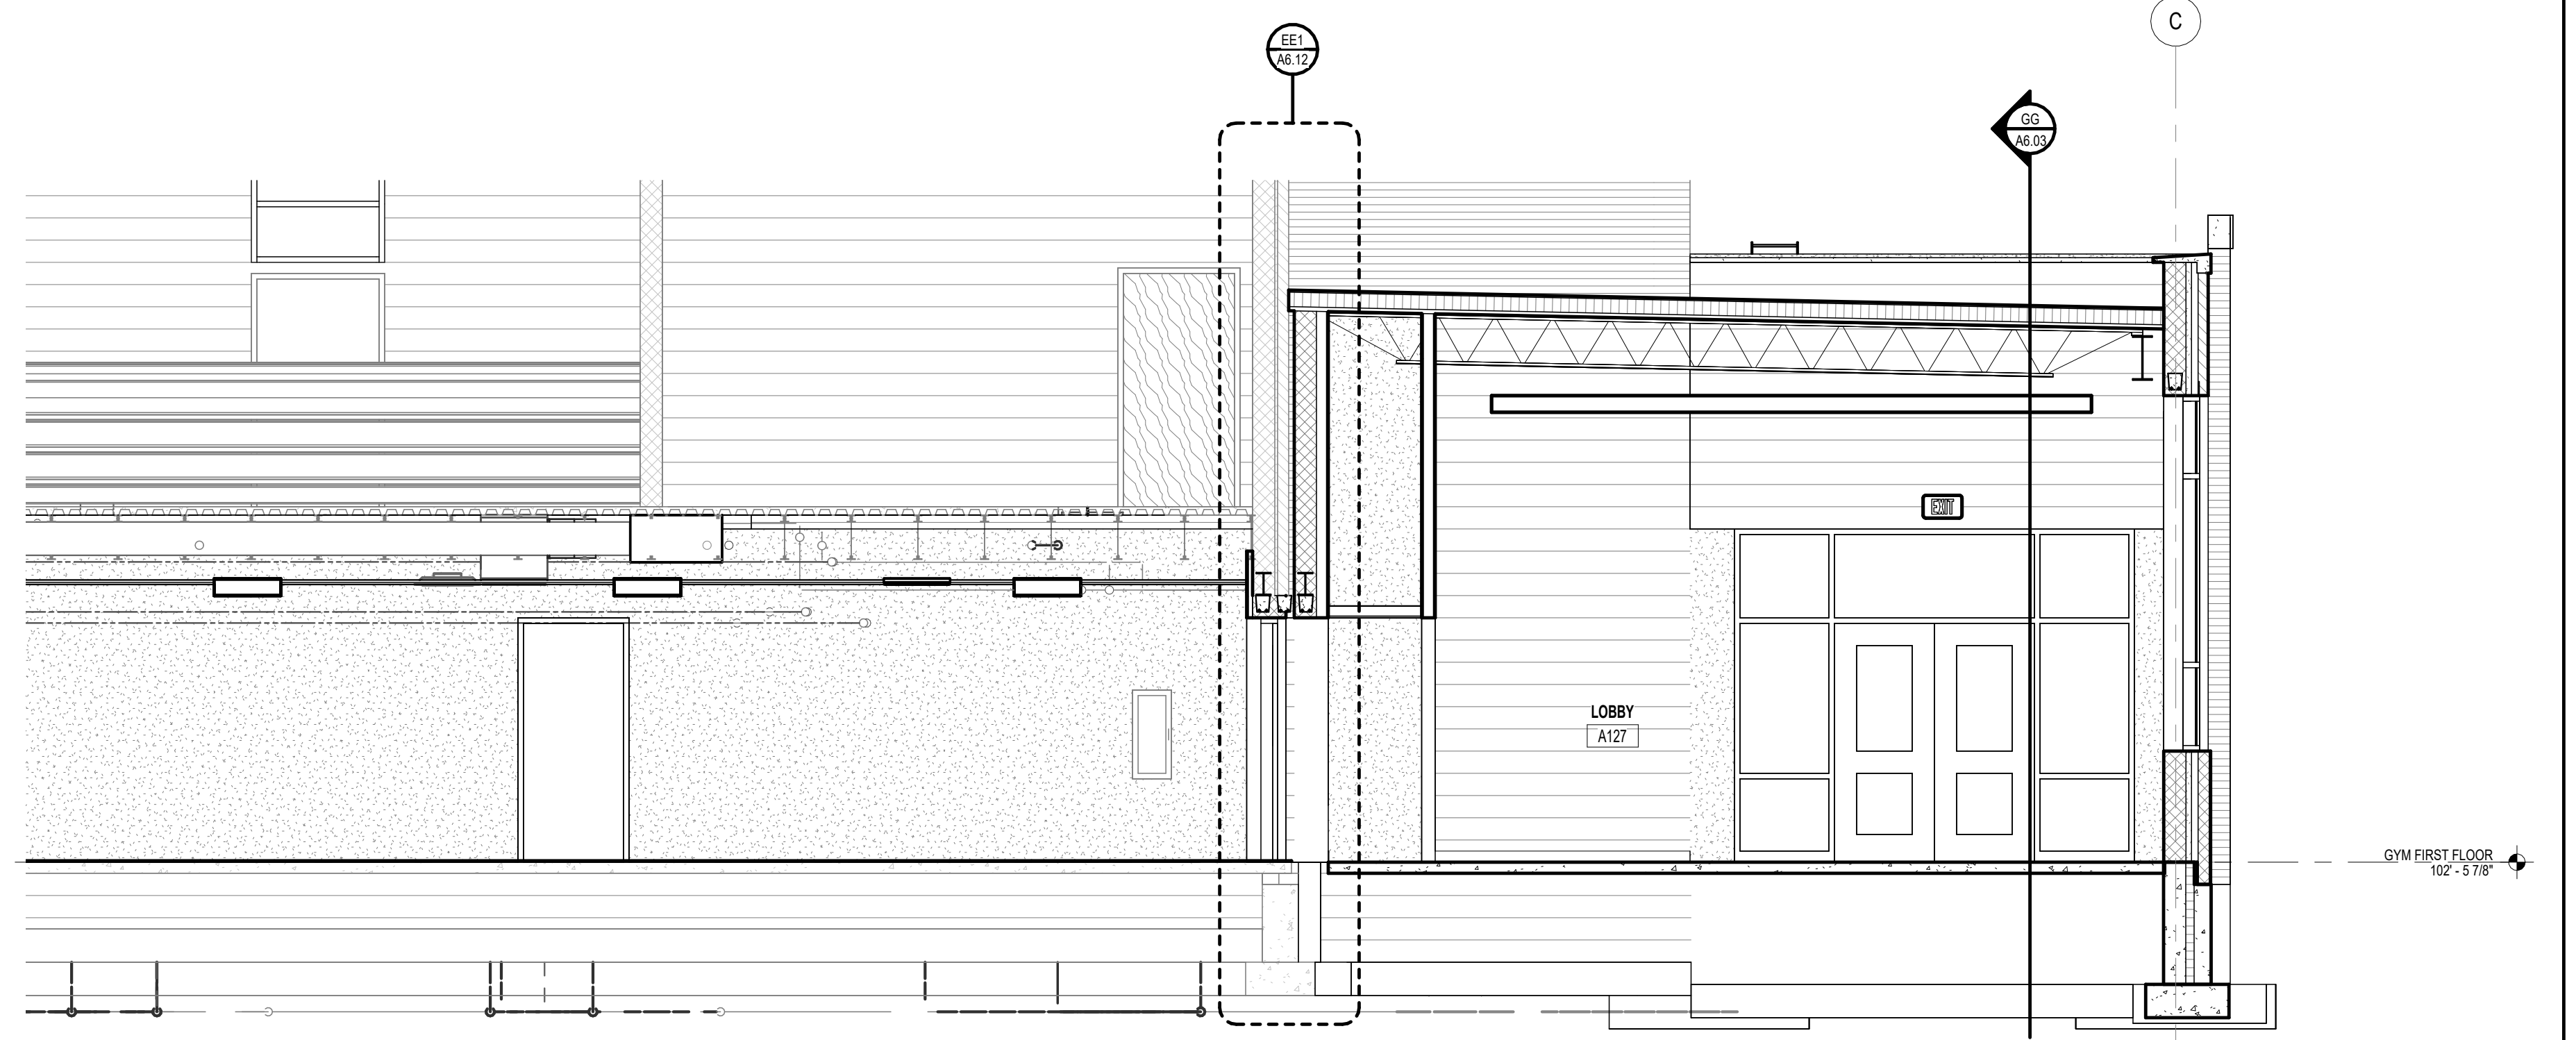 C
EE1
A6.12
GG
A6.03
EXIT
LOBBY
A127
GYM FIRST FLOOR
102' - 5 7/8"